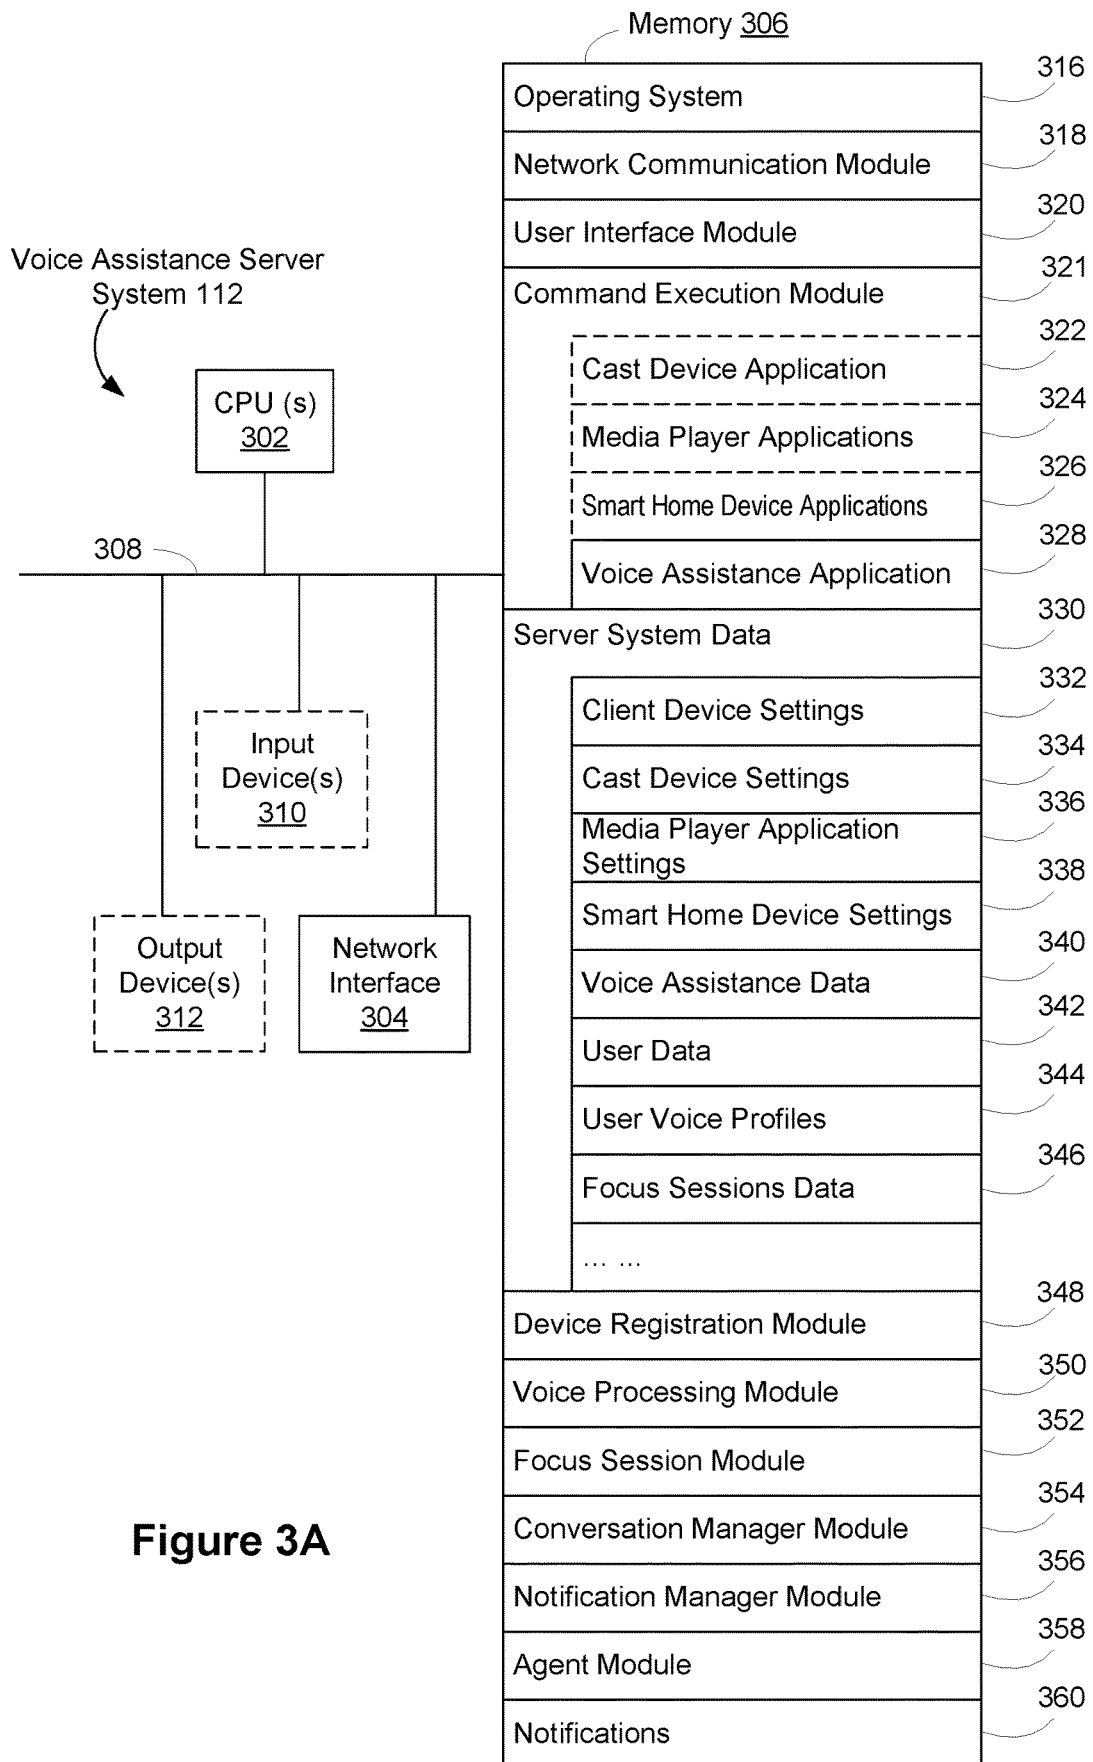 Memory 306
316
Operating System
318
Network Communication Module
320
User Interface Module
321
Command Execution Module
322
Cast Device Application
324
Media Player Applications
326
Smart Home Device Applications
328
Voice Assistance Application
330
Server System Data
332
Client Device Settings
334
Cast Device Settings
336
Media Player Application
Settings
338
Smart Home Device Settings
340
Voice Assistance Data
342
User Data
344
User Voice Profiles
346
Focus Sessions Data
... ...
348
Device Registration Module
350
Voice Processing Module
352
Focus Session Module
354
Conversation Manager Module
356
Notification Manager Module
358
Agent Module
360
Notifications
Voice Assistance Server
System 112
CPU (s)
302
308
Input
Device(s)
310
Output
Device(s)
312
Network
Interface
304
Figure 3A